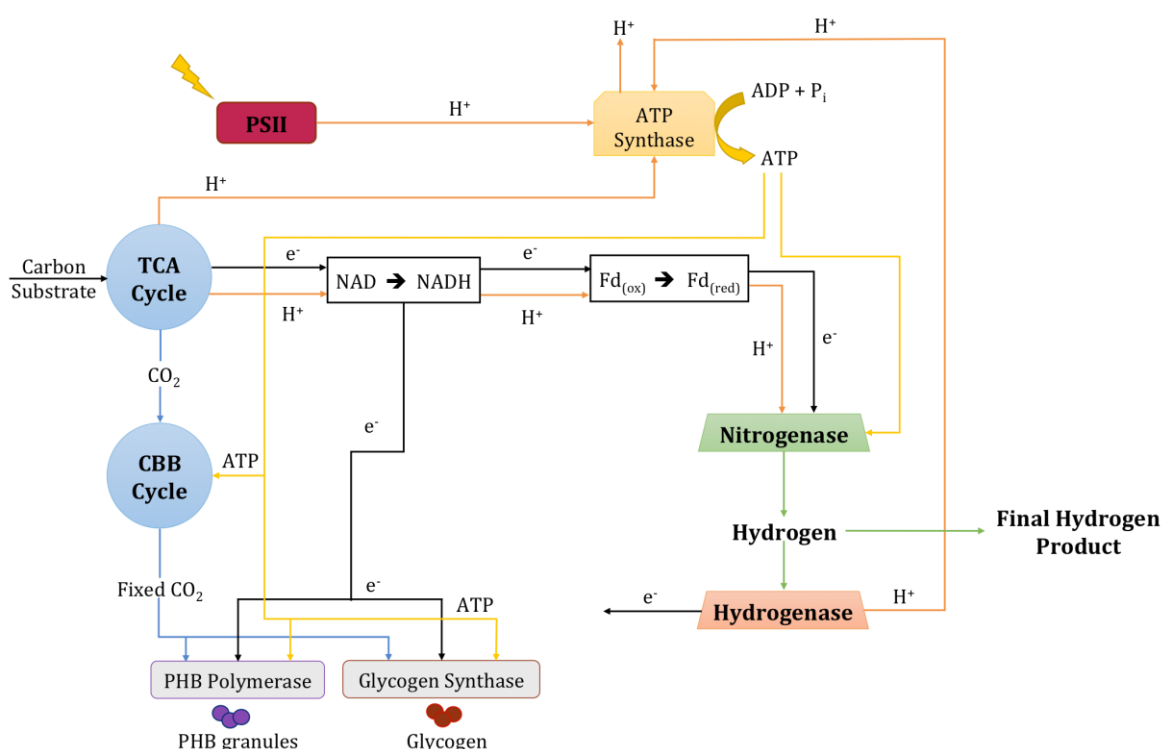 H⁺
H⁺
ADP + Pᵢ
PSII
H⁺
ATP
Synthase
ATP
H⁺
Carbon
Substrate
TCA
Cycle
e⁻
NAD → NADH
e⁻
Fd(ox) → Fd(red)
H⁺
H⁺
H⁺
e⁻
CO₂
e⁻
Nitrogenase
CBB
Cycle
ATP
Hydrogen
Final Hydrogen
Product
Fixed CO₂
e⁻
ATP
e⁻
Hydrogenase
H⁺
PHB Polymerase
Glycogen Synthase
PHB granules
Glycogen